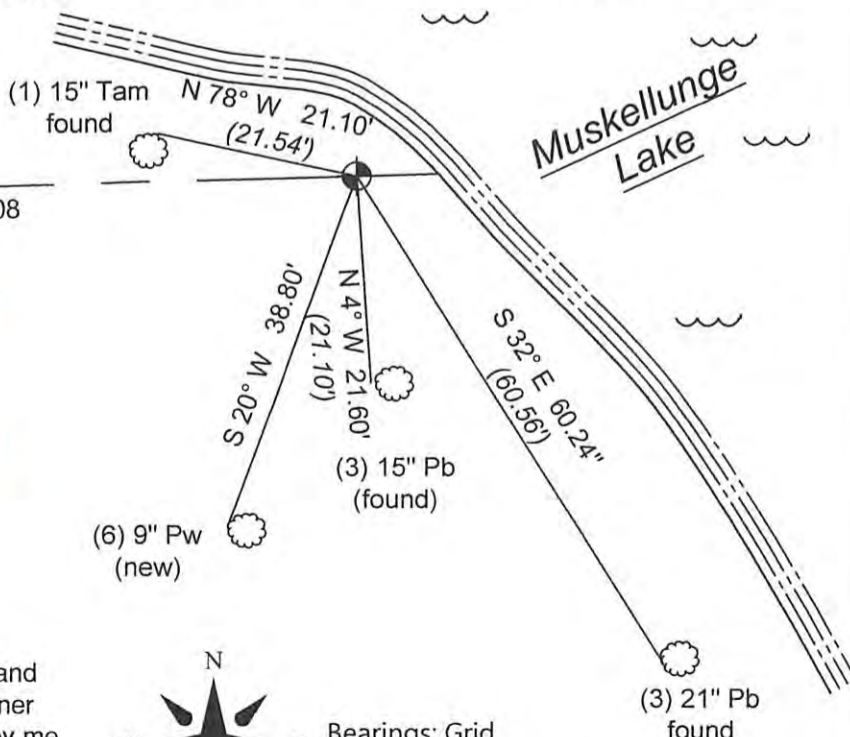 (1) 15" Tam
found
N 78° W 21.10'
(21.54')
Muskellunge
Lake
08
S 20° W 38.80'
N 4° W 21.60'
(21.10')
S 32° E 60.24"
(60.56')
(3) 15" Pb
(found)
(6) 9" Pw
(new)
(3) 21" Pb
found
and
ner
by me
N
Bearings: Grid